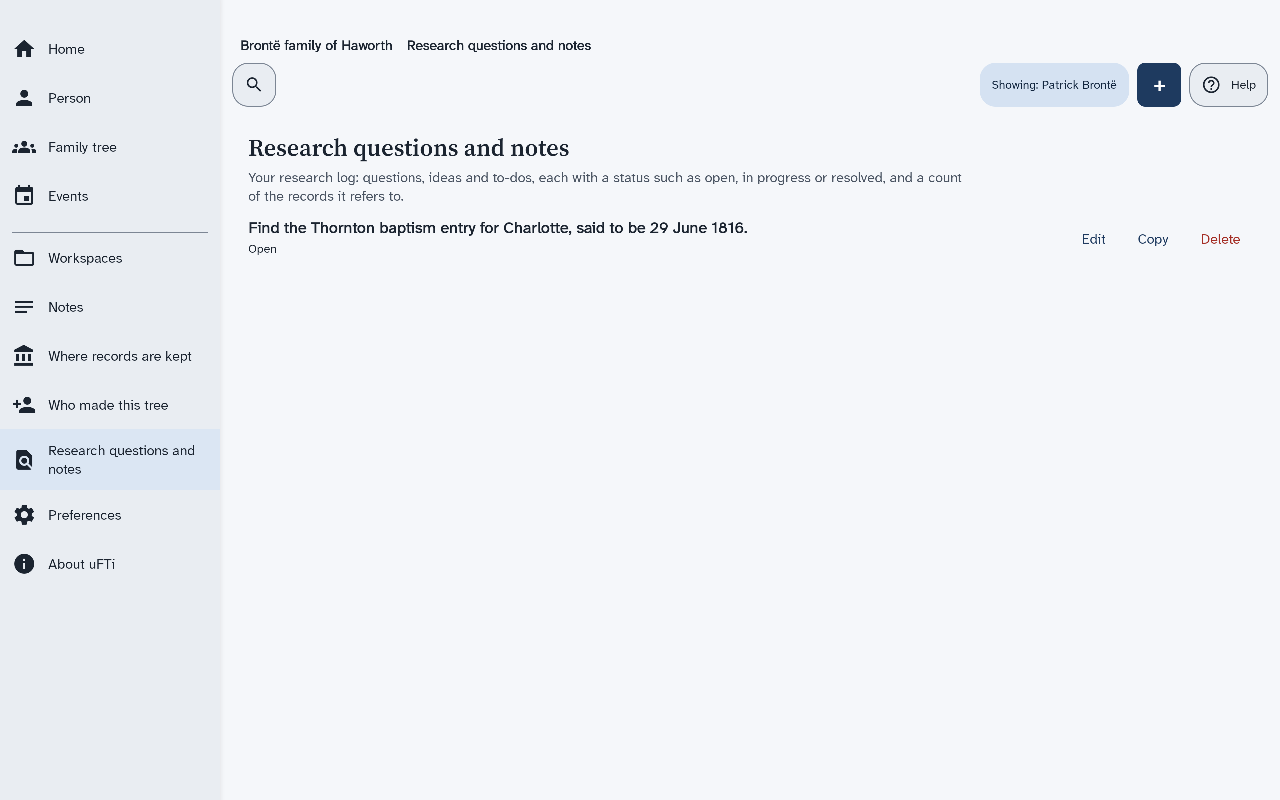 Home
Person
Family tree
Events
Workspaces
Notes
Where records are kept
Who made this tree
Research questions and
notes
Preferences
About uFTi
Brontë family of Haworth Research questions and notes
Showing: Patrick Brontë
+
Help
Research questions and notes
Your research log: questions, ideas and to-dos, each with a status such as open, in progress or resolved, and a count
of the records it refers to.
Find the Thornton baptism entry for Charlotte, said to be 29 June 1816.
Open
Edit Copy Delete